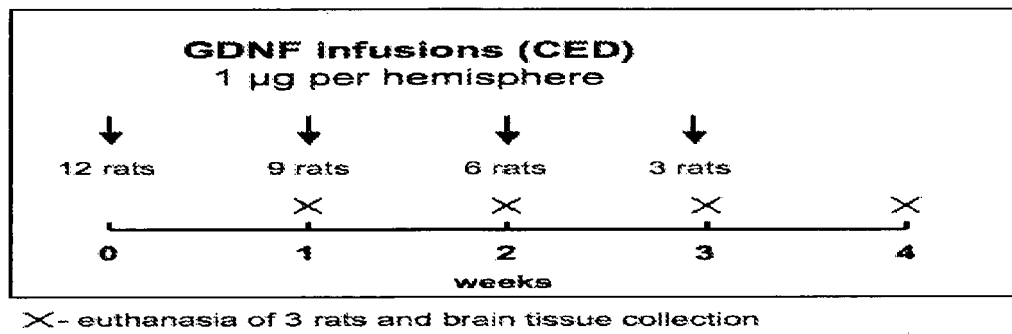 GDNF infusions (CED)
1 µg per hemisphere
12 rats 9 rats 6 rats 3 rats
0 1 2 3 4
weeks
X- euthanasia of 3 rats and brain tissue collection